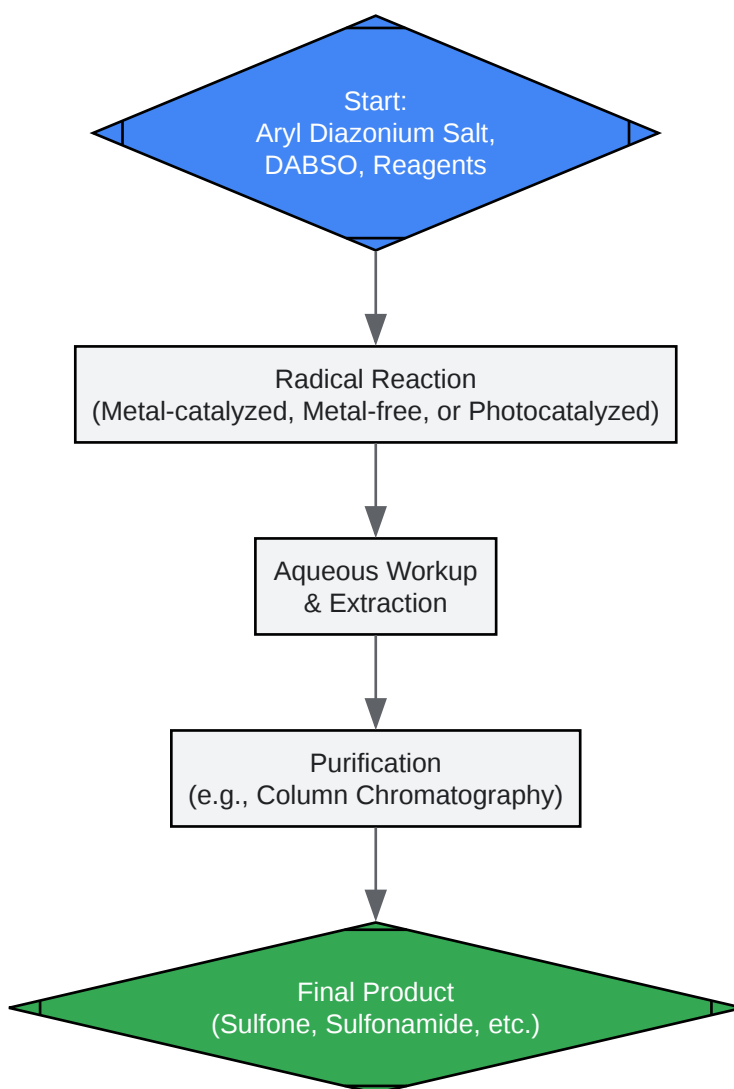 Start:
Aryl Diazonium Salt,
DABSO, Reagents
Radical Reaction
(Metal-catalyzed, Metal-free, or Photocatalyzed)
Aqueous Workup
& Extraction
Purification
(e.g., Column Chromatography)
Final Product
(Sulfone, Sulfonamide, etc.)